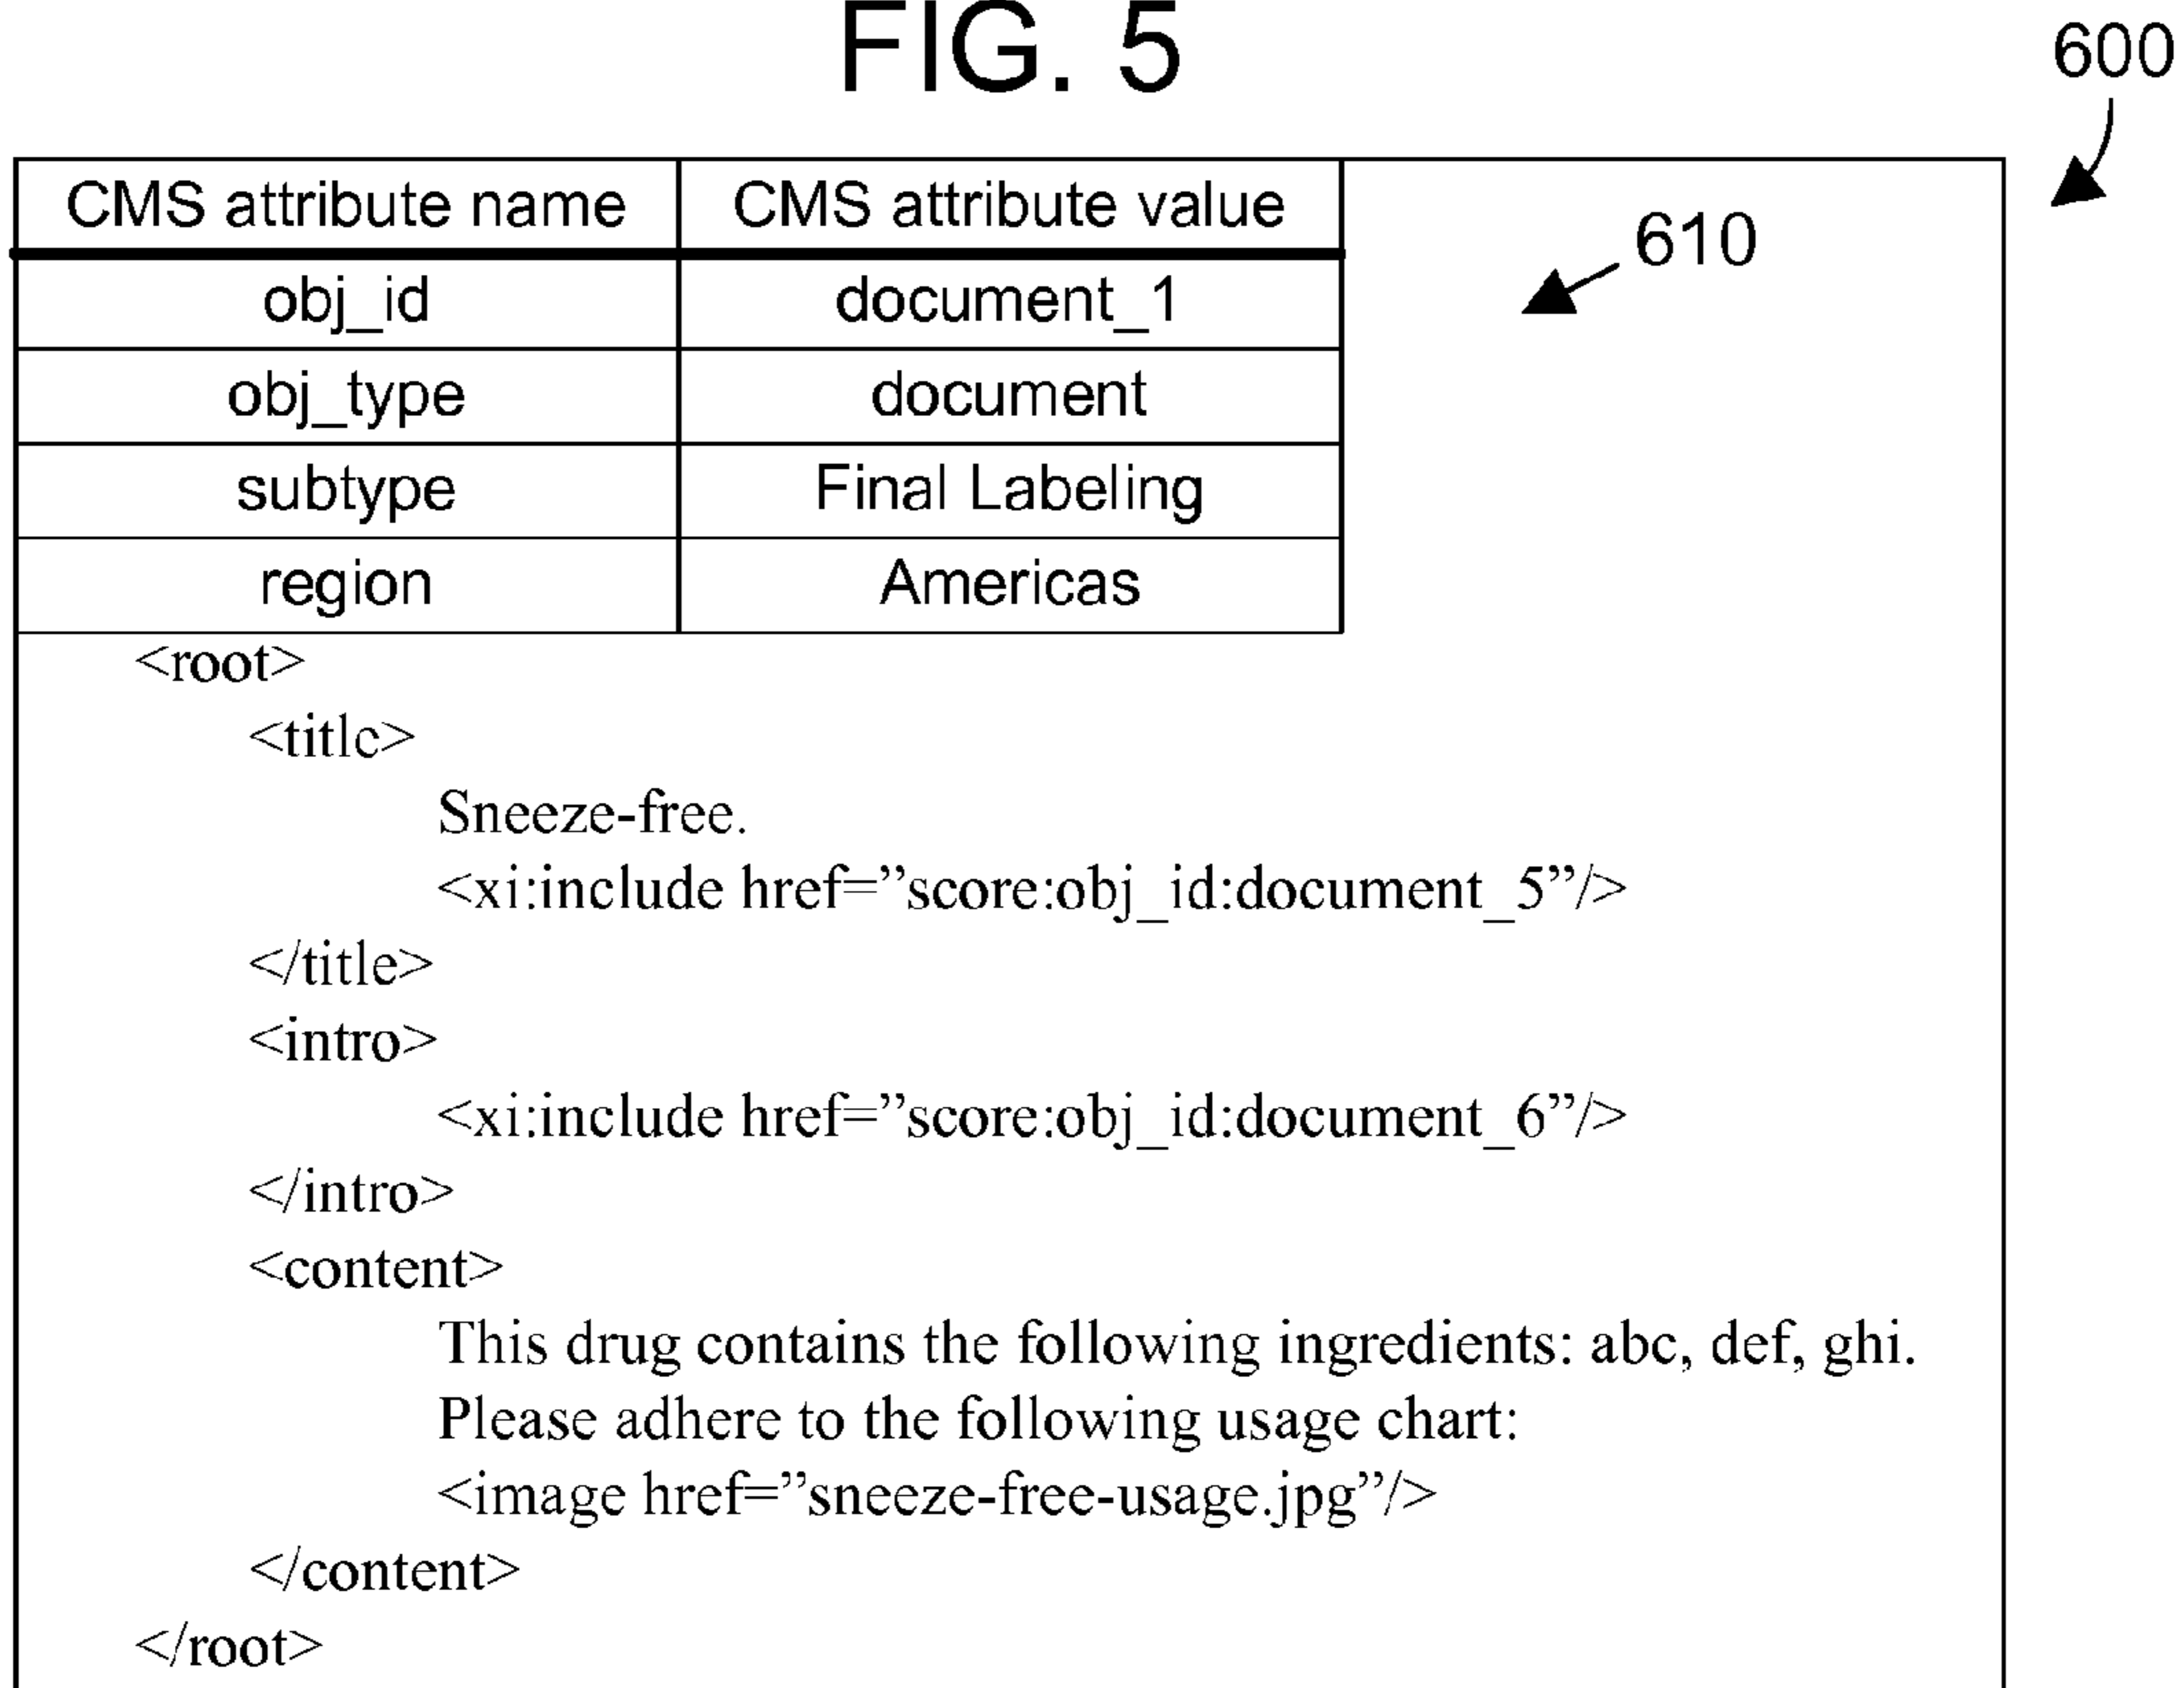 FIG. 5
600
CMS attribute name CMS attribute value
610
obj_id document_1
obj_type document
subtype Final Labeling
region Americas
<root>
<title>
Sneeze-free.
<xi:include href=”score:obj_id:document_5”/>
</title>
<intro>
<xi:include href=”score:obj_id:document_6”/>
</intro>
<content>
This drug contains the following ingredients: abc, def, ghi.
Please adhere to the following usage chart:
<image href=”sneeze-free-usage.jpg”/>
</content>
</root>